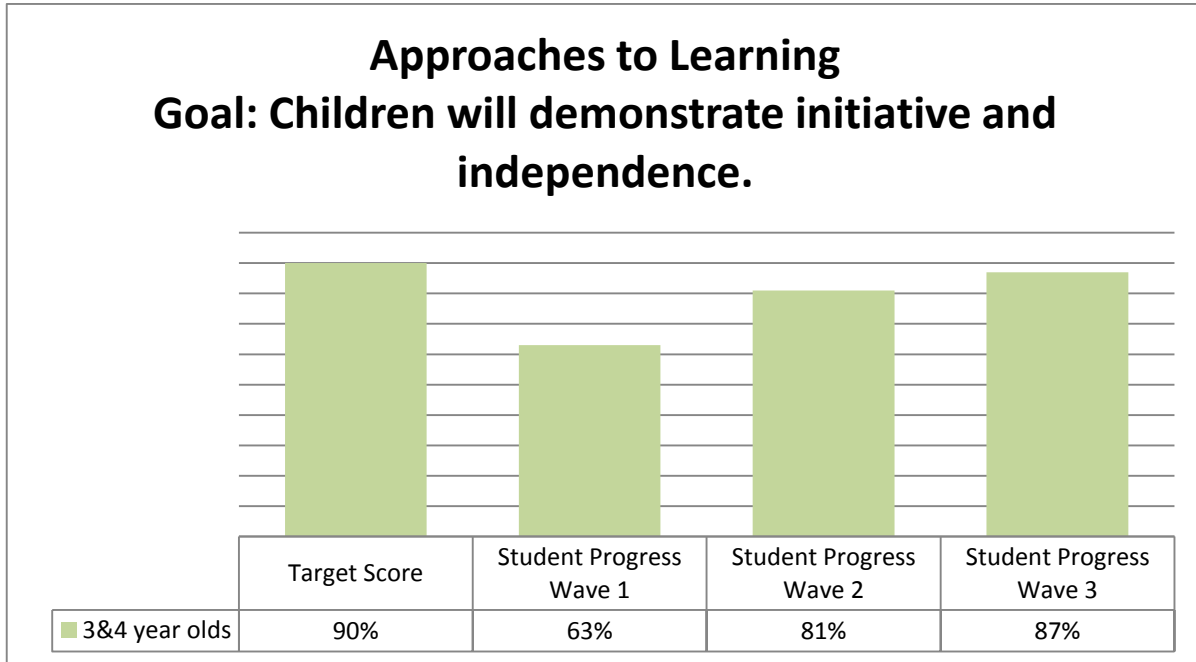 Approaches to Learning
Goal: Children will demonstrate initiative and
independence.
Target Score
Student Progress
Wave 1
Student Progress
Wave 2
Student Progress
Wave 3
3&4 year olds 90% 63% 81% 87%